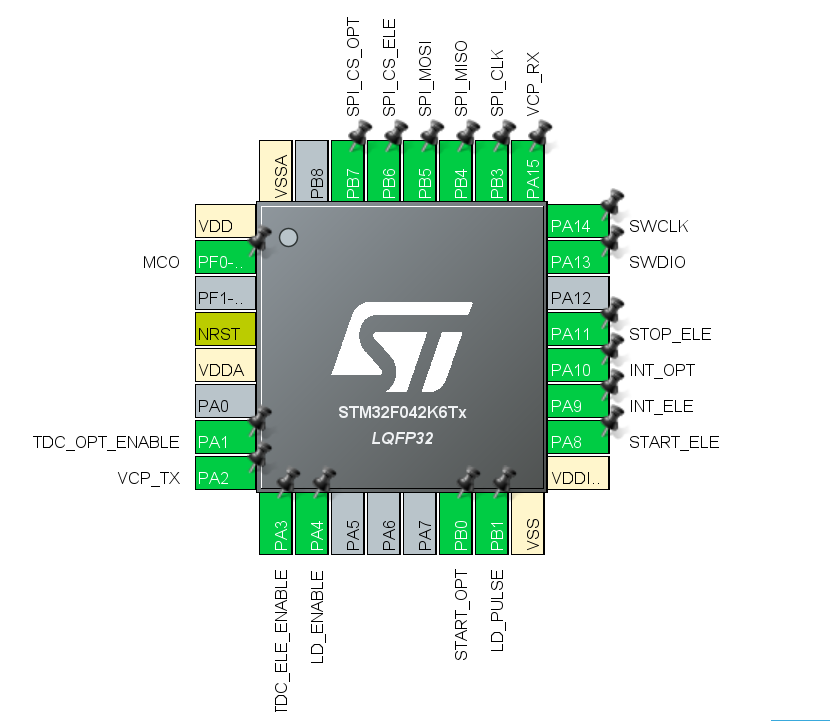 SPI_CS_OPT
SPI_CS_ELE
SPI_MOSI
SPI_MISO
SPI_CLK
VCP_RX
VSSA
PB8
PB7
PB6
PB5
PB4
PB3
PA15
VDD
MCO PF0-..
PF1-..
NRST
VDDA
PA0
TDC_OPT_ENABLE PA1
VCP_TX PA2
ST
STM32F042K6Tx
LQFP32
PA14 SWCLK
PA13 SWDIO
PA12
PA11 STOP_ELE
PA10 INT_OPT
PA9 INT_ELE
PA8 START_ELE
VDDI..
PA3
PA4
PA5
PA6
PA7
PB0
PB1
VSS
TDC_ELE_ENABLE
LD_ENABLE
START_OPT
LD_PULSE